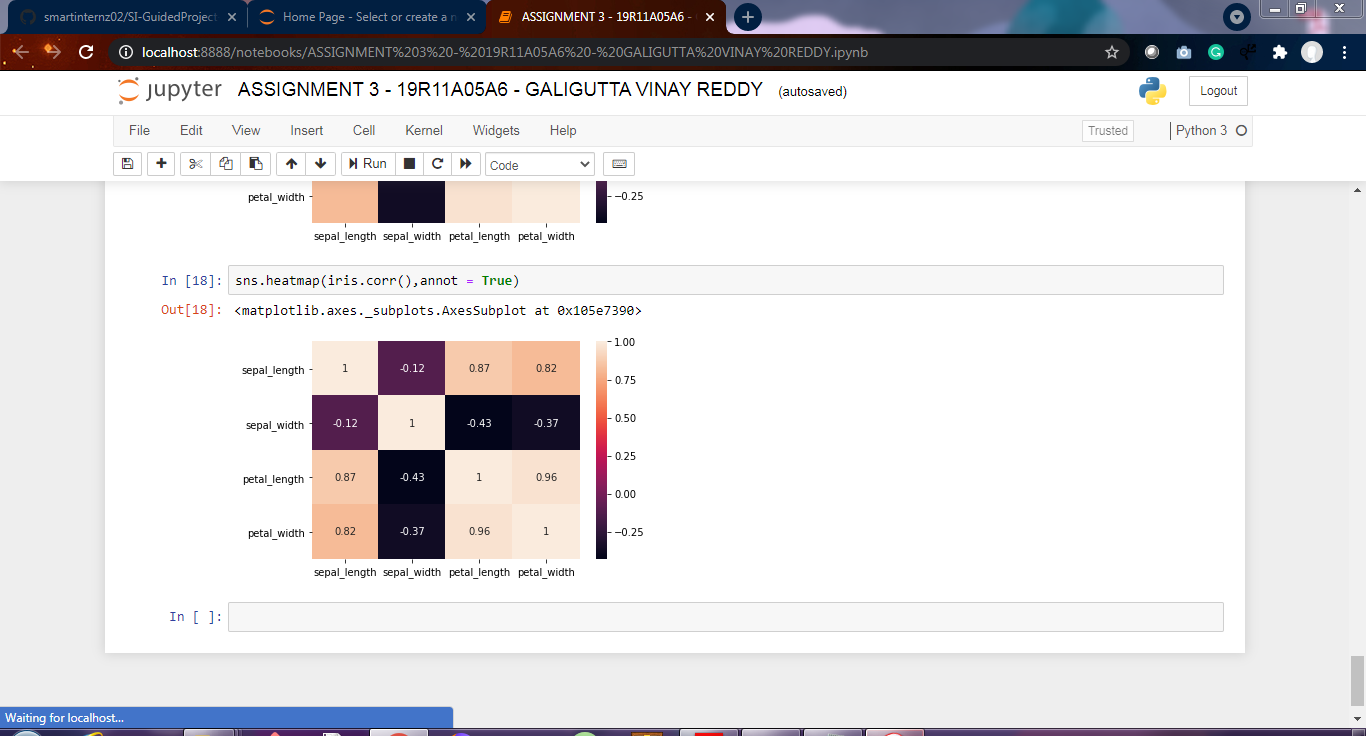 smartinternz02/SI-GuidedProject
Home Page - Select or create a n
ASSIGNMENT 3 - 19R11A05A6 -
localhost:8888/notebooks/ASSIGNMENT%203%20-%2019R11A05A6%20-%20GALIGUTTA%20VINAY%20REDDY.ipynb
jupyter ASSIGNMENT 3 - 19R11A05A6 - GALIGUTTA VINAY REDDY (autosaved)
Logout
File Edit View Insert Cell Kernel Widgets Help
Trusted
Python 3
Run
Code
petal_width
−0.25
sepal_length sepal_width petal_length petal_width
In [18]: sns.heatmap(iris.corr(),annot = True)
Out[18]: <matplotlib.axes._subplots.AxesSubplot at 0x105e7390>
1.00
sepal_length 1 -0.12 0.87 0.82
0.75
sepal_width -0.12 1 -0.43 -0.37
0.50
0.25
petal_length 0.87 -0.43 1 0.96
0.00
petal_width 0.82 -0.37 0.96 1
−0.25
sepal_length sepal_width petal_length petal_width
In [ ]:
Waiting for localhost...